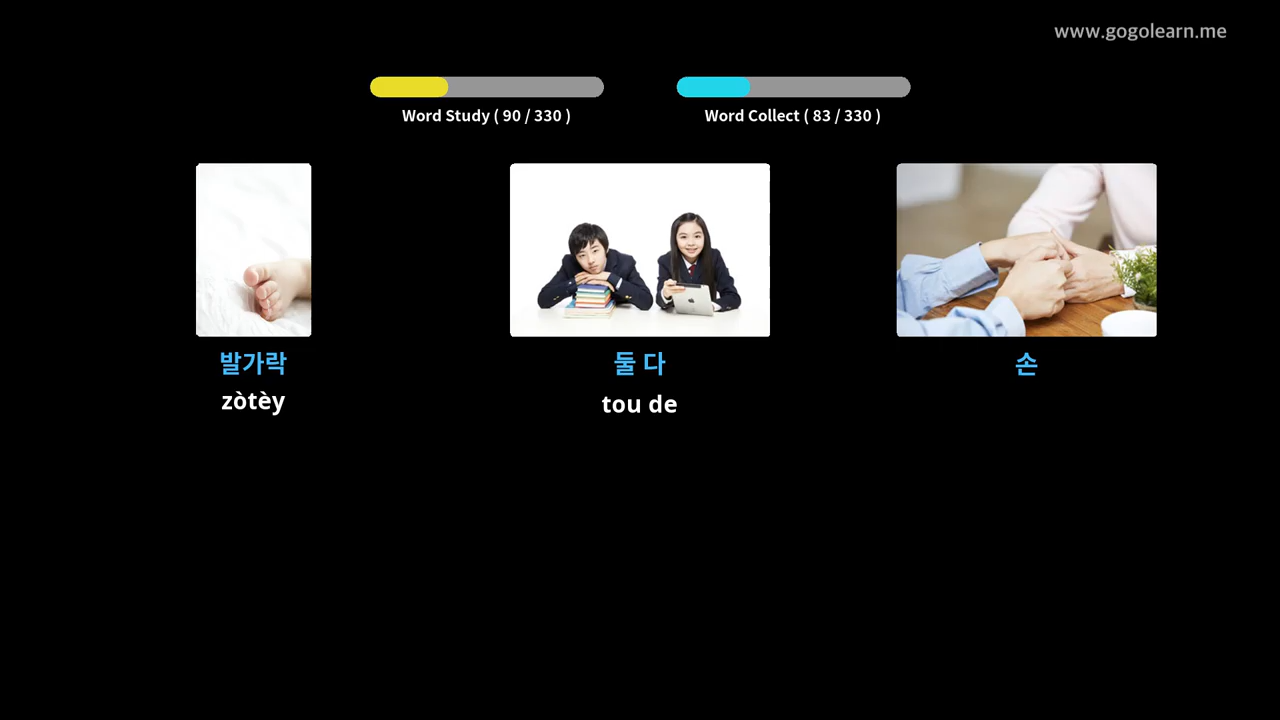 www.gogolearn.me
Word Study ( 90 / 330 )
Word Collect ( 83 / 330 )
발가락
zòtèy
둘 다
tou de
손